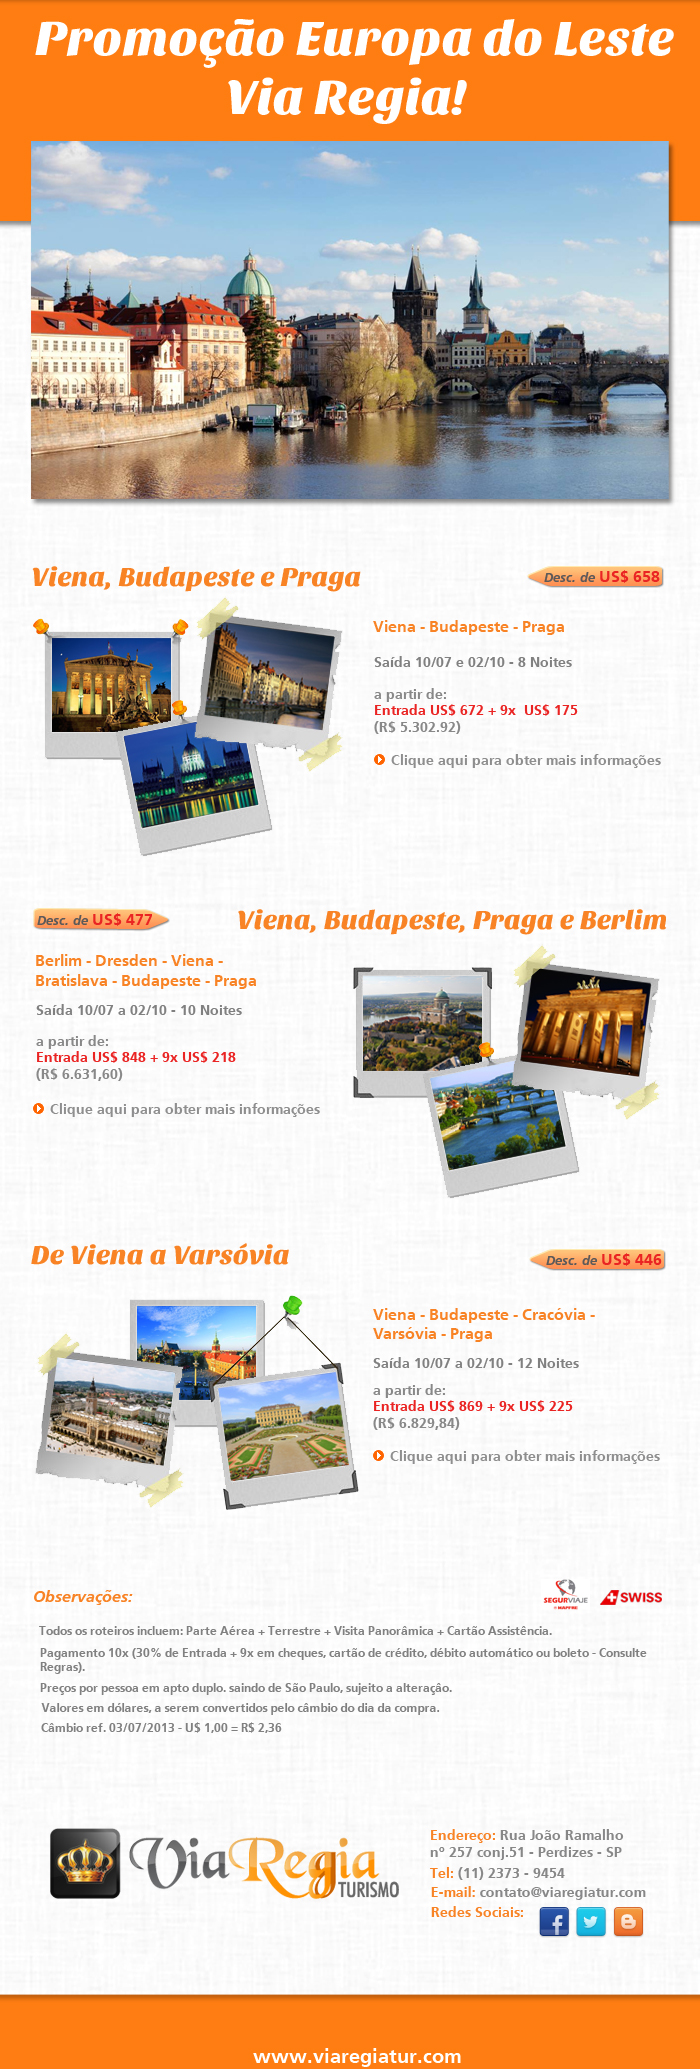 Promoção Europa do Leste
Via Regia!
Viena, Budapeste e Praga
Desc. de US$ 658
Viena - Budapeste - Praga
Saída 10/07 e 02/10 - 8 Noites
a partir de:
Entrada US$ 672 + 9x  US$ 175
(R$ 5.302.92)
Clique aqui para obter mais informações
Desc. de US$ 477
Viena, Budapeste, Praga e Berlim
Berlim - Dresden - Viena -
Bratislava - Budapeste - Praga
Saída 10/07 a 02/10 - 10 Noites
a partir de:
Entrada US$ 848 + 9x US$ 218
(R$ 6.631,60)
Clique aqui para obter mais informações
De Viena a Varsóvia
Desc. de US$ 446
Viena - Budapeste - Cracóvia -
Varsóvia - Praga
Saída 10/07 a 02/10 - 12 Noites
a partir de:
Entrada US$ 869 + 9x US$ 225
(R$ 6.829,84)
Clique aqui para obter mais informações
Observações:
SEGURVIAJE
MAPFRE
SWISS
Todos os roteiros incluem: Parte Aérea + Terrestre + Visita Panorâmica + Cartão Assistência.
Pagamento 10x (30% de Entrada + 9x em cheques, cartão de crédito, débito automático ou boleto - Consulte
Regras).
Preços por pessoa em apto duplo. saindo de São Paulo, sujeito a alteração.
Valores em dólares, a serem convertidos pelo câmbio do dia da compra.
Câmbio ref. 03/07/2013 - U$ 1,00 = R$ 2,36
Via Regia
TURISMO
Endereço: Rua João Ramalho
nº 257 conj.51 - Perdizes - SP
Tel: (11) 2373 - 9454
E-mail: contato@viaregiatur.com
Redes Sociais:
www.viaregiatur.com